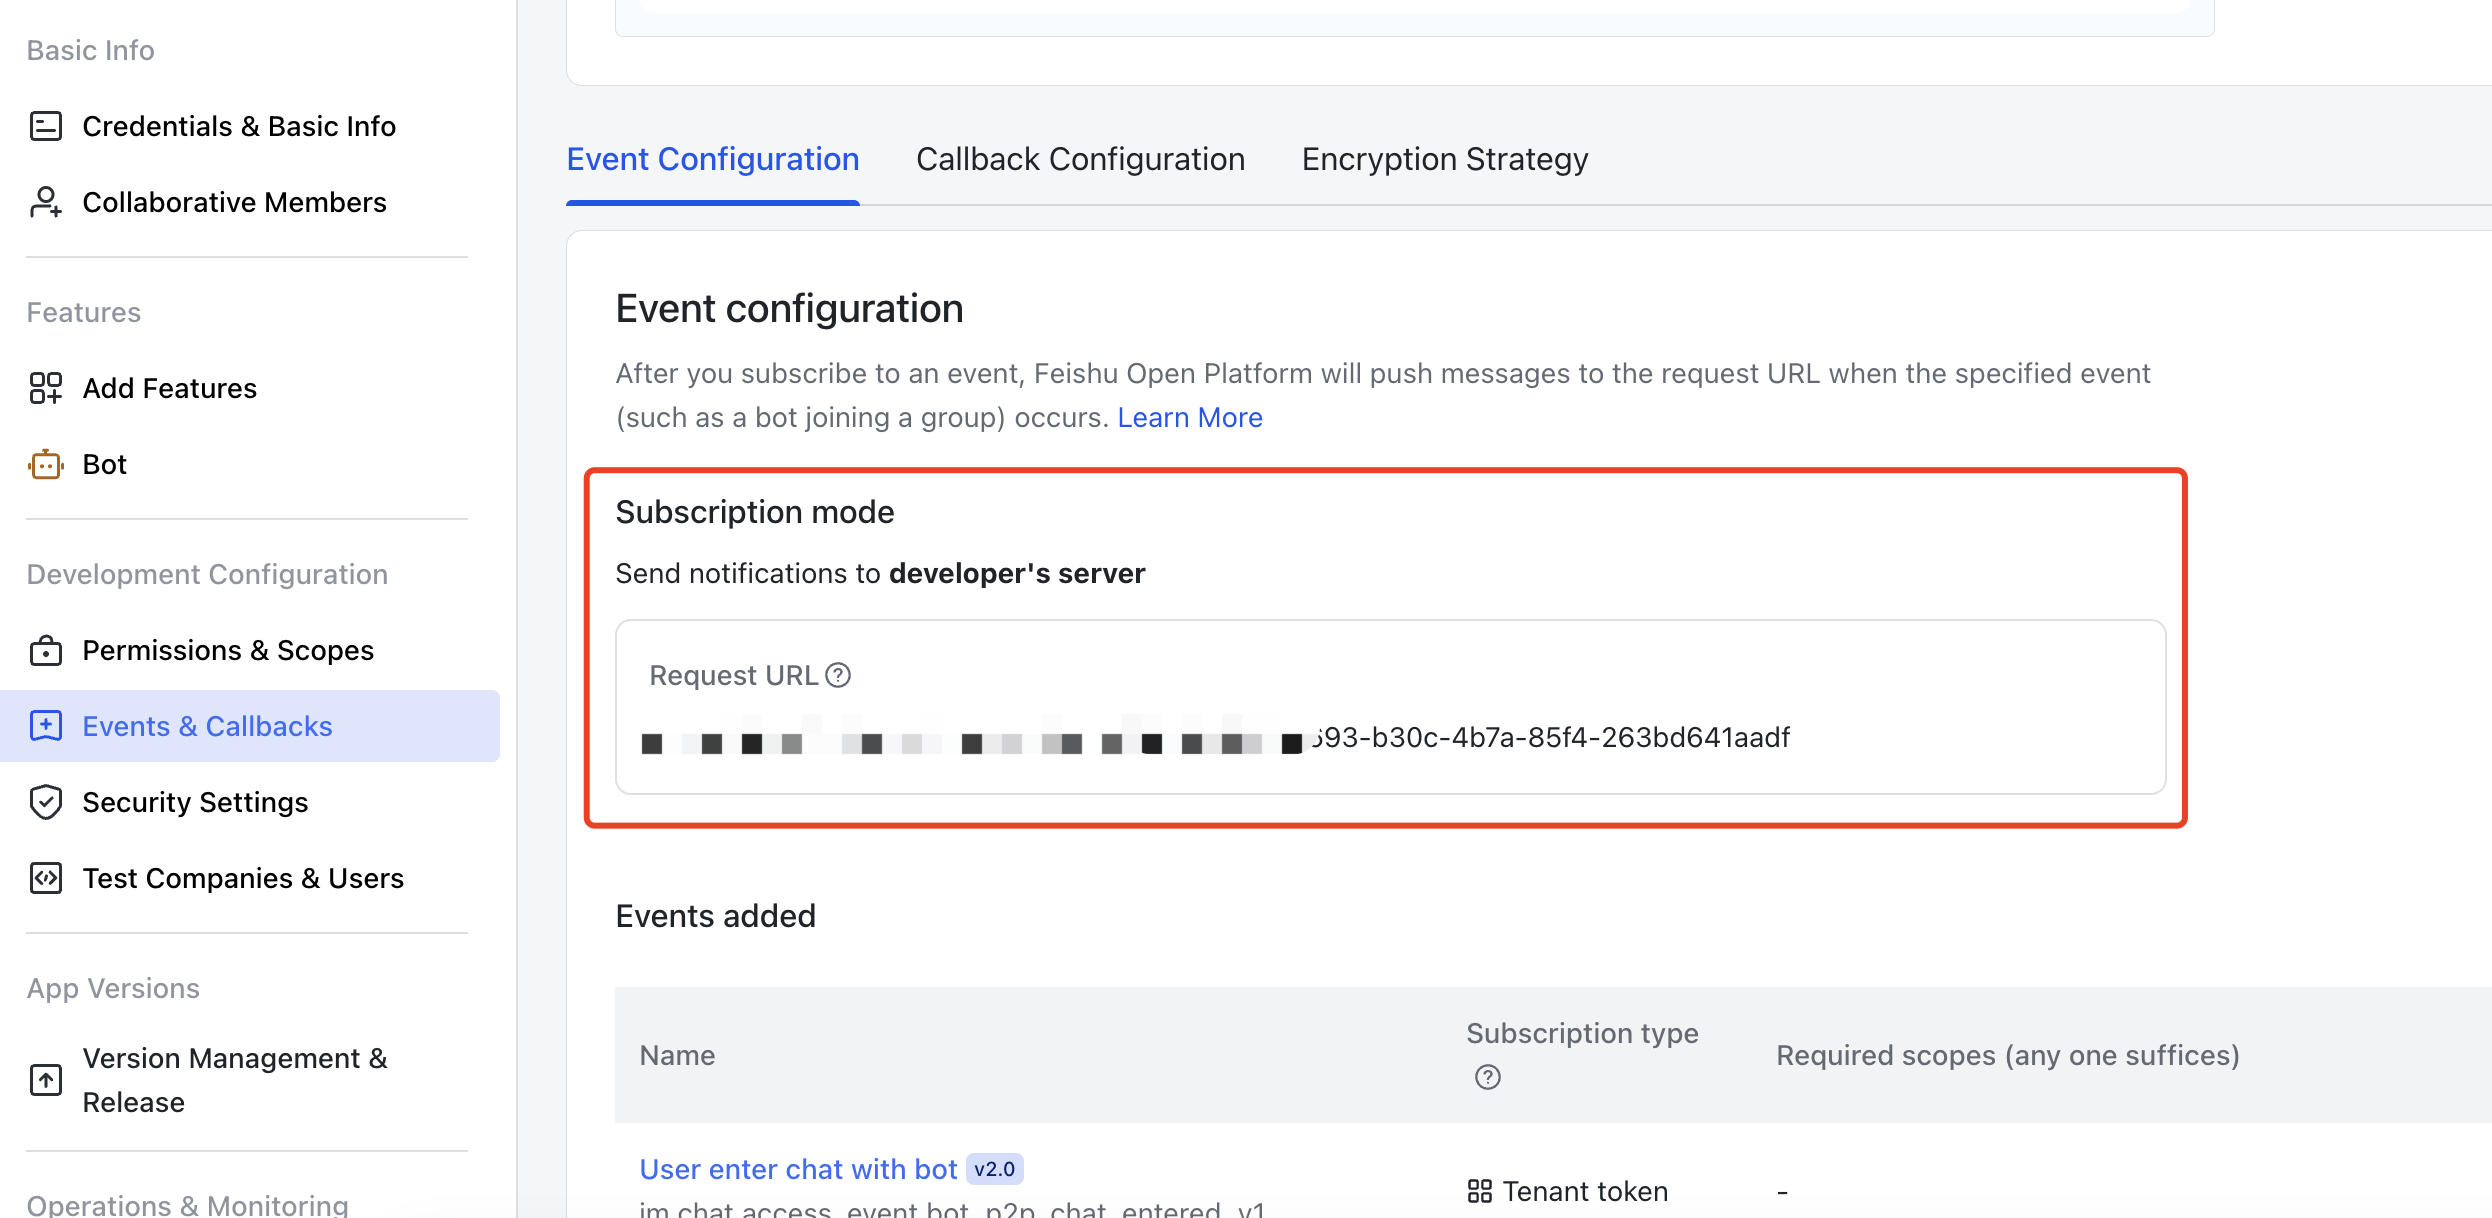 Basic Info
Credentials & Basic Info
Collaborative Members
Features
Add Features
Bot
Development Configuration
Permissions & Scopes
Events & Callbacks
Security Settings
Test Companies & Users
App Versions
Version Management &
Release
Operations & Monitoring
Event Configuration
Callback Configuration
Encryption Strategy
Event configuration
After you subscribe to an event, Feishu Open Platform will push messages to the request URL when the specified event
(such as a bot joining a group) occurs. Learn More
Subscription mode
Send notifications to developer's server
Request URL
93-b30c-4b7a-85f4-263bd641aadf
Events added
Name
Subscription type
Required scopes (any one suffices)
User enter chat with bot v2.0
im.chat.access_event.bot_p2p_chat_entered_v1
Tenant token
-